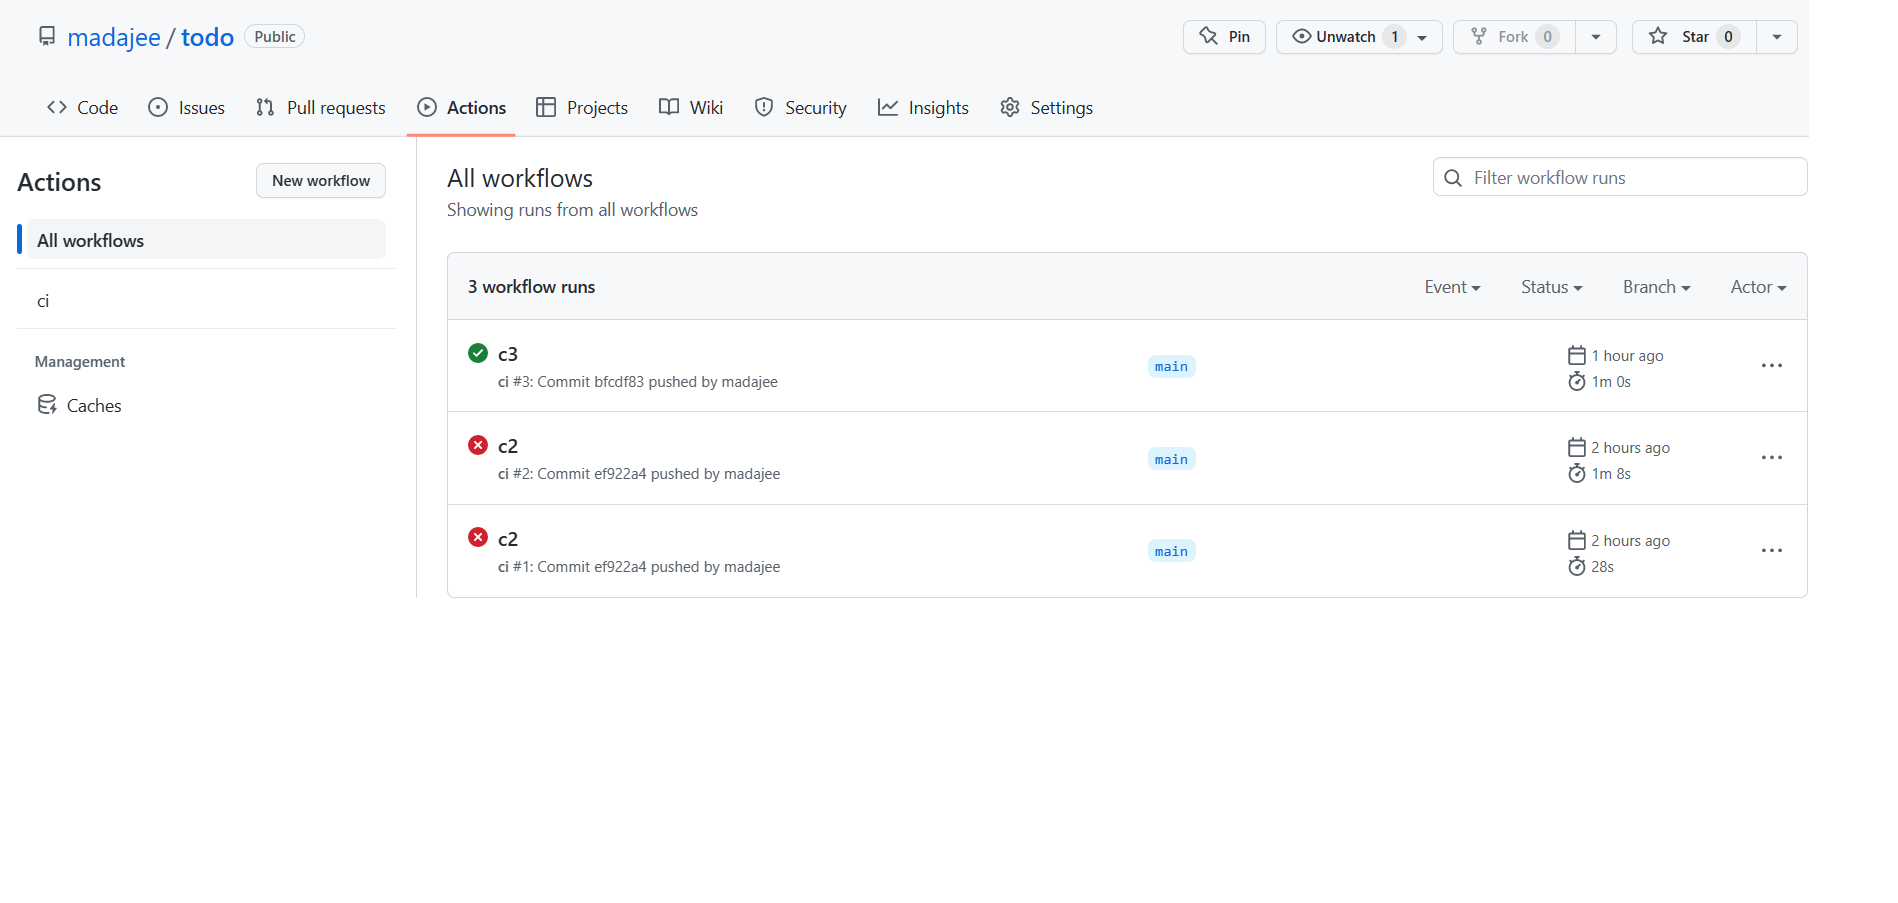 madajee / todo Public
Pin Unwatch 1 Fork 0 Star 0
Code Issues Pull requests Actions Projects Wiki Security Insights Settings
Actions
New workflow
All workflows
ci
Management
Caches
All workflows
Showing runs from all workflows
Filter workflow runs
3 workflow runs
Event Status Branch Actor
c3
ci #3: Commit bfcdf83 pushed by madajee
main
1 hour ago
1m 0s
c2
ci #2: Commit ef922a4 pushed by madajee
main
2 hours ago
1m 8s
c2
ci #1: Commit ef922a4 pushed by madajee
main
2 hours ago
28s